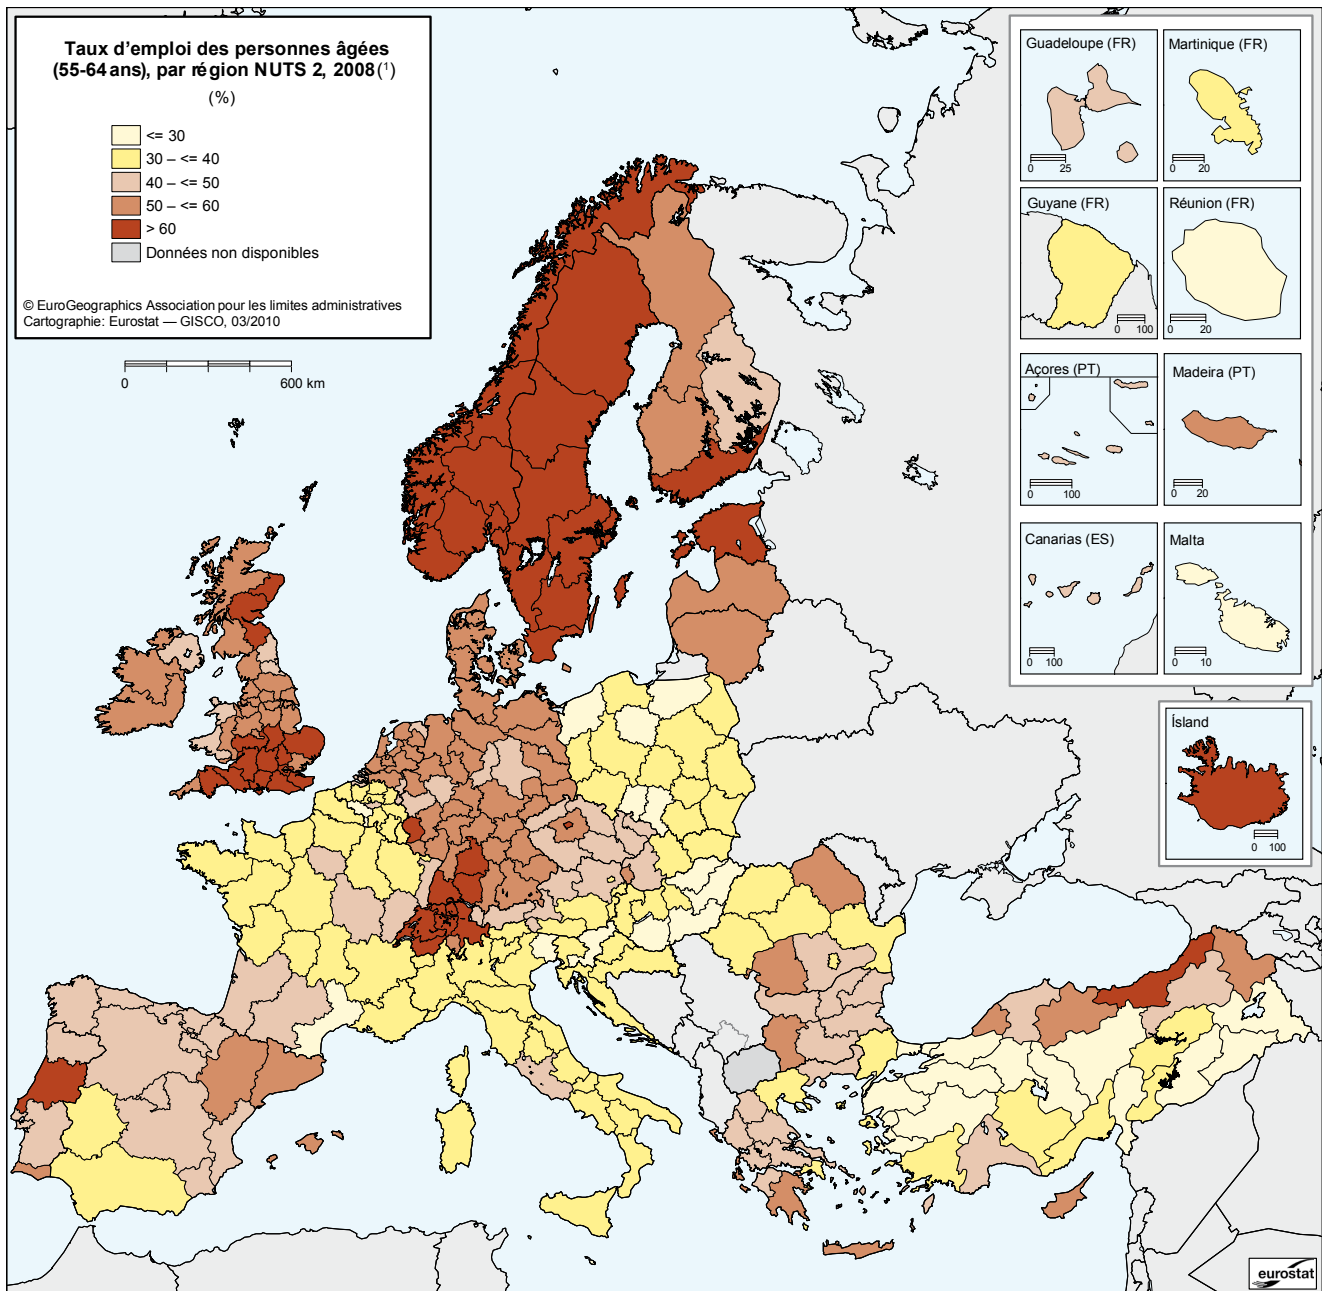 Taux d'emploi des personnes âgées
(55-64 ans), par région NUTS 2, 2008(¹)
(%)
<= 30
30 – <= 40
40 – <= 50
50 – <= 60
> 60
Données non disponibles
© EuroGeographics Association pour les limites administratives
Cartographie: Eurostat — GISCO, 03/2010
0 600 km
Guadeloupe (FR)
0 25
Martinique (FR)
0 20
Guyane (FR)
0 100
Réunion (FR)
0 20
Açores (PT)
0 100
Madeira (PT)
0 20
Canarias (ES)
0 100
Malta
0 10
Ísland
0 100
eurostat